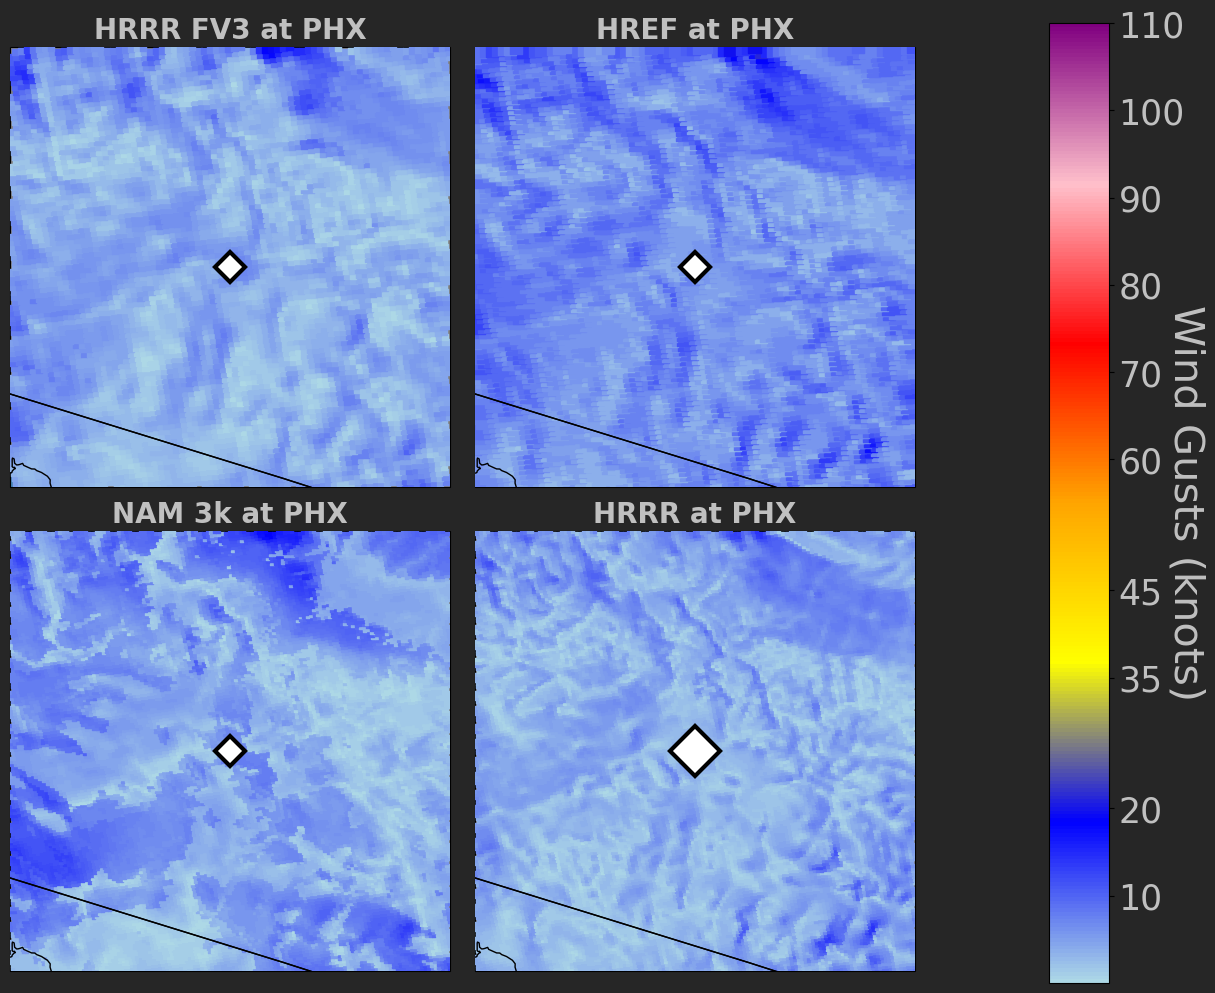 HRRR FV3 at PHX
HREF at PHX
NAM 3k at PHX
HRRR at PHX
110
100
90
80
70
60
45
35
20
10
Wind Gusts (knots)